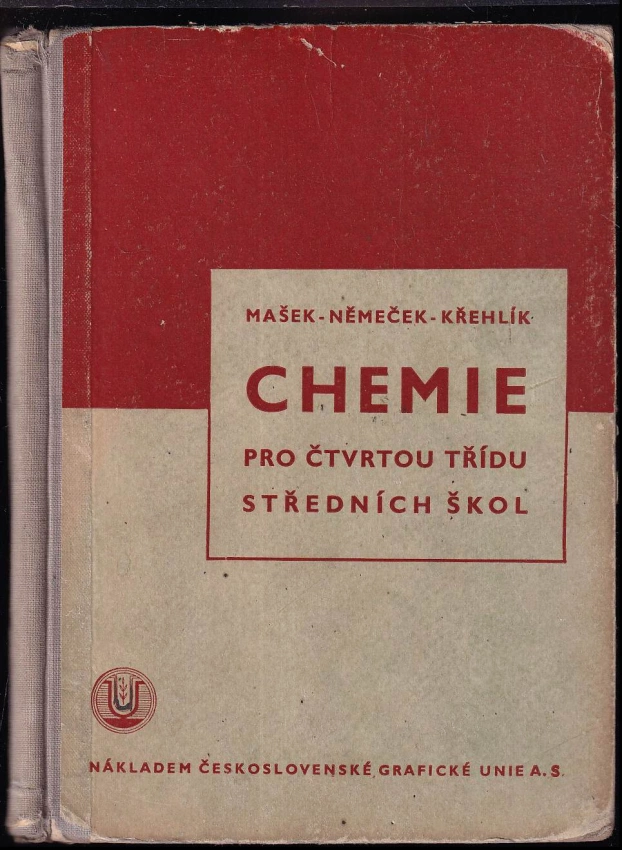 MAŠEK-NĚMEČEK-KŘEHLÍK
CHEMIE
PRO ČTVRTOU TŘÍDU
STŘEDNÍCH ŠKOL
U
NÁKLADEM ČESKOSLOVENSKÉ GRAFICKÉ UNIE A.S.